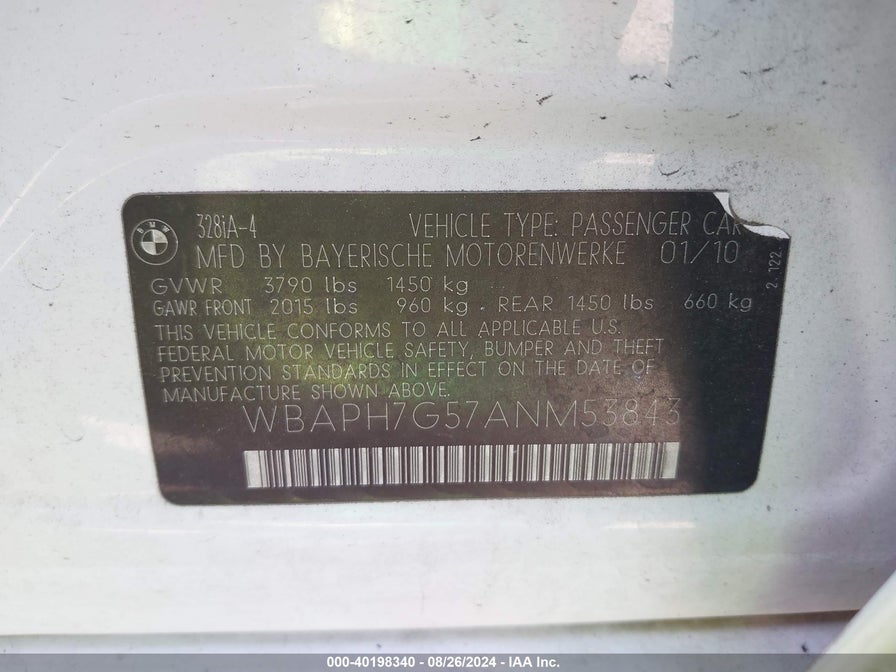 BMW
328iA-4 VEHICLE TYPE: PASSENGER CAR
MFD BY BAYERISCHE MOTORENWERKE 01/10
GVWR 3790 lbs 1450 kg
GAWR FRONT 2015 lbs 960 kg. REAR 1450 lbs 660 kg
THIS VEHICLE CONFORMS TO ALL APPLICABLE U.S.
FEDERAL MOTOR VEHICLE SAFETY, BUMPER AND THEFT
PREVENTION STANDARDS IN EFFECT ON THE DATE OF
MANUFACTURE SHOWN ABOVE.
WBAPH7G57ANM53843
000-40198340 - 08/26/2024 - IAA Inc.